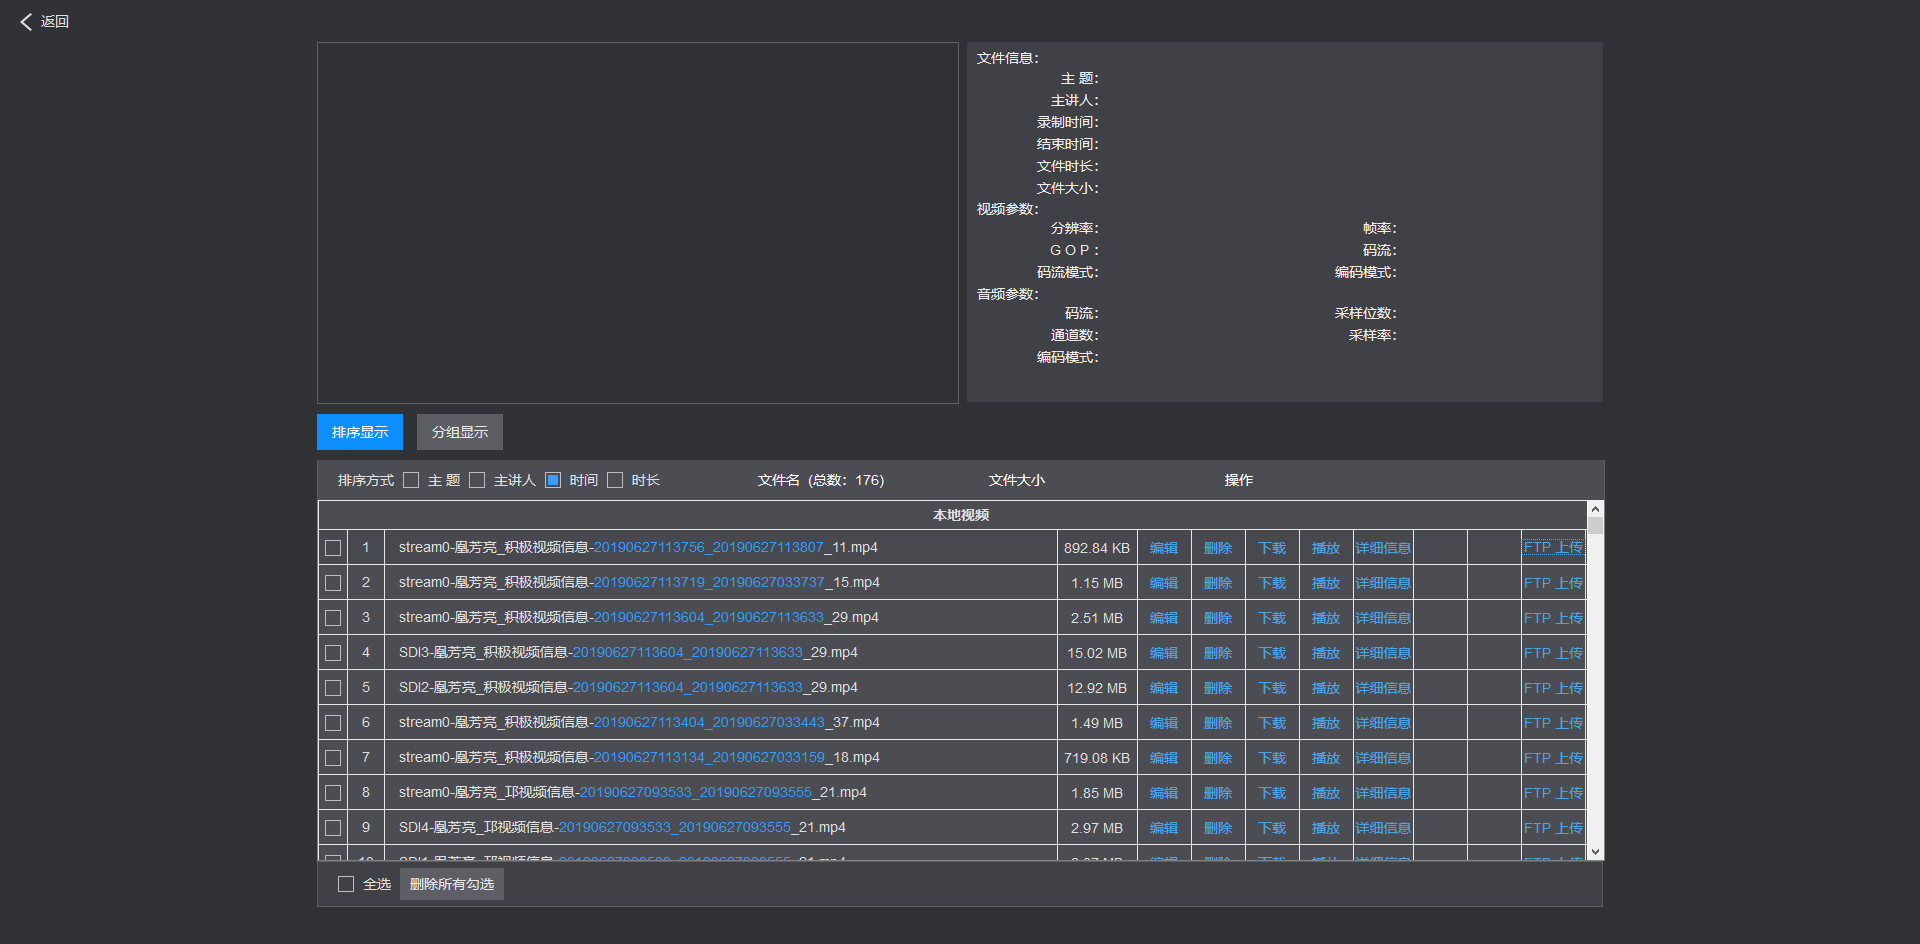 返回
文件信息：
主 题：
主讲人：
录制时间：
结束时间：
文件时长：
文件大小：
视频参数：
分辨率： 帧率：
G O P ： 码流：
码流模式： 编码模式：
音频参数：
码流： 采样位数：
通道数： 采样率：
编码模式：
排序显示 分组显示
排序方式 主 题 主讲人 时间 时长 文件名（总数：176） 文件大小 操作
本地视频
1 stream0-凰芳亮_积极视频信息-20190627113756_20190627113807_11.mp4 892.84 KB 编辑 删除 下载 播放 详细信息 FTP 上传
2 stream0-凰芳亮_积极视频信息-20190627113719_20190627033737_15.mp4 1.15 MB 编辑 删除 下载 播放 详细信息 FTP 上传
3 stream0-凰芳亮_积极视频信息-20190627113604_20190627113633_29.mp4 2.51 MB 编辑 删除 下载 播放 详细信息 FTP 上传
4 SDI3-凰芳亮_积极视频信息-20190627113604_20190627113633_29.mp4 15.02 MB 编辑 删除 下载 播放 详细信息 FTP 上传
5 SDI2-凰芳亮_积极视频信息-20190627113604_20190627113633_29.mp4 12.92 MB 编辑 删除 下载 播放 详细信息 FTP 上传
6 stream0-凰芳亮_积极视频信息-20190627113404_20190627033443_37.mp4 1.49 MB 编辑 删除 下载 播放 详细信息 FTP 上传
7 stream0-凰芳亮_积极视频信息-20190627113134_20190627033159_18.mp4 719.08 KB 编辑 删除 下载 播放 详细信息 FTP 上传
8 stream0-凰芳亮_邛视频信息-20190627093533_20190627093555_21.mp4 1.85 MB 编辑 删除 下载 播放 详细信息 FTP 上传
9 SDI4-凰芳亮_邛视频信息-20190627093533_20190627093555_21.mp4 2.97 MB 编辑 删除 下载 播放 详细信息 FTP 上传
全选 删除所有勾选